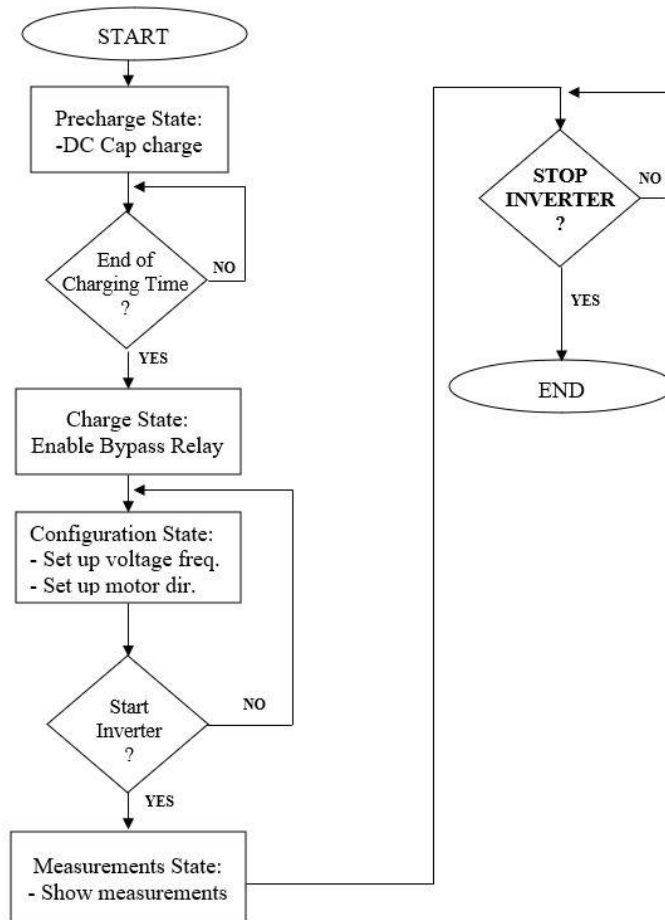 START
Precharge State:
-DC Cap charge
End of
Charging Time
?
NO
YES
Charge State:
Enable Bypass Relay
Configuration State:
- Set up voltage freq.
- Set up motor dir.
Start
Inverter
?
NO
YES
Measurements State:
- Show measurements
STOP
INVERTER
?
NO
YES
END